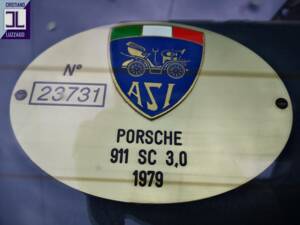 CRISTIANO
LUZZAGO
N°
23731
ASI
PORSCHE
911 SC 3,0
1979